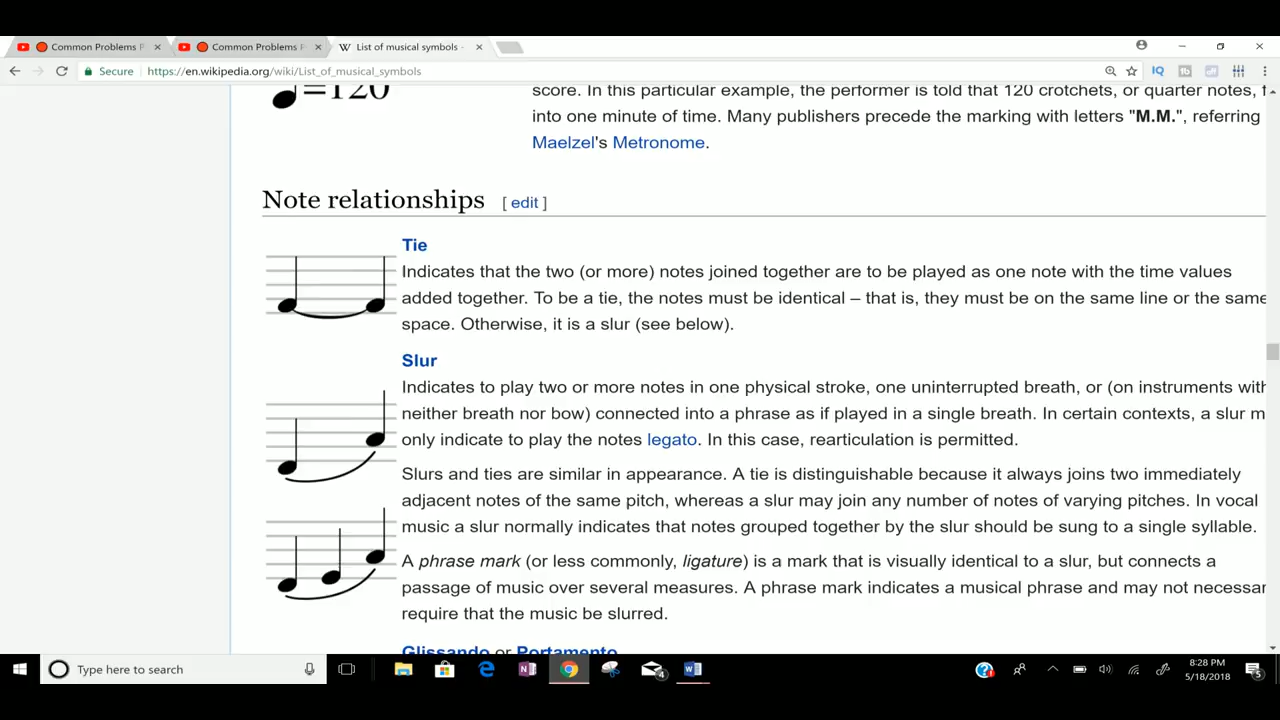 Common Problems
Common Problems
List of musical symbols -
Secure
https://en.wikipedia.org/wiki/List_of_musical_symbols
=120
score. In this particular example, the performer is told that 120 crotchets, or quarter notes, f
into one minute of time. Many publishers precede the marking with letters "M.M.", referring
Maelzel's Metronome.
Note relationships [ edit ]
Tie
Indicates that the two (or more) notes joined together are to be played as one note with the time values
added together. To be a tie, the notes must be identical – that is, they must be on the same line or the same
space. Otherwise, it is a slur (see below).
Slur
Indicates to play two or more notes in one physical stroke, one uninterrupted breath, or (on instruments with
neither breath nor bow) connected into a phrase as if played in a single breath. In certain contexts, a slur m
only indicate to play the notes legato. In this case, rearticulation is permitted.
Slurs and ties are similar in appearance. A tie is distinguishable because it always joins two immediately
adjacent notes of the same pitch, whereas a slur may join any number of notes of varying pitches. In vocal
music a slur normally indicates that notes grouped together by the slur should be sung to a single syllable.
A phrase mark (or less commonly, ligature) is a mark that is visually identical to a slur, but connects a
passage of music over several measures. A phrase mark indicates a musical phrase and may not necessar
require that the music be slurred.
Glissando or Portamento
Type here to search
8:28 PM
5/18/2018